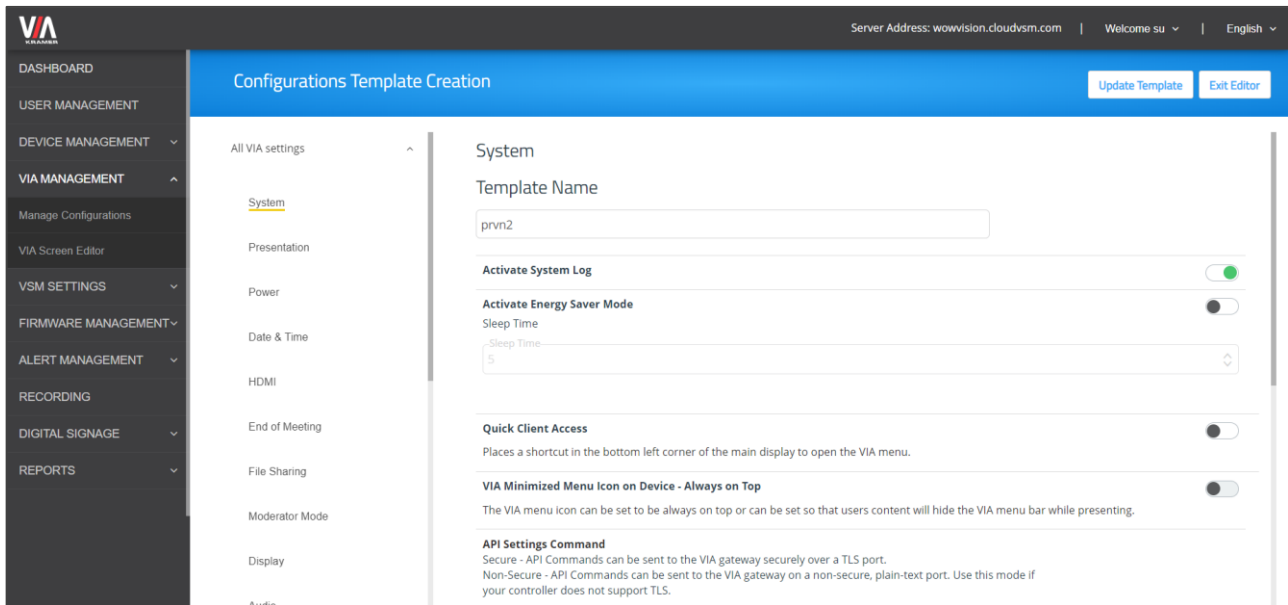 VIA
KRAMER
Server Address: wowvision.cloudvsm.com | Welcome su | English
DASHBOARD
USER MANAGEMENT
DEVICE MANAGEMENT
VIA MANAGEMENT
Manage Configurations
VIA Screen Editor
VSM SETTINGS
FIRMWARE MANAGEMENT
ALERT MANAGEMENT
RECORDING
DIGITAL SIGNAGE
REPORTS
Configurations Template Creation
Update Template
Exit Editor
All VIA settings
System
Presentation
Power
Date & Time
HDMI
End of Meeting
File Sharing
Moderator Mode
Display
Audio
System
Template Name
prvn2
Activate System Log
Activate Energy Saver Mode
Sleep Time
Sleep Time
5
Quick Client Access
Places a shortcut in the bottom left corner of the main display to open the VIA menu.
VIA Minimized Menu Icon on Device - Always on Top
The VIA menu icon can be set to be always on top or can be set so that users content will hide the VIA menu bar while presenting.
API Settings Command
Secure - API Commands can be sent to the VIA gateway securely over a TLS port.
Non-Secure - API Commands can be sent to the VIA gateway on a non-secure, plain-text port. Use this mode if
your controller does not support TLS.